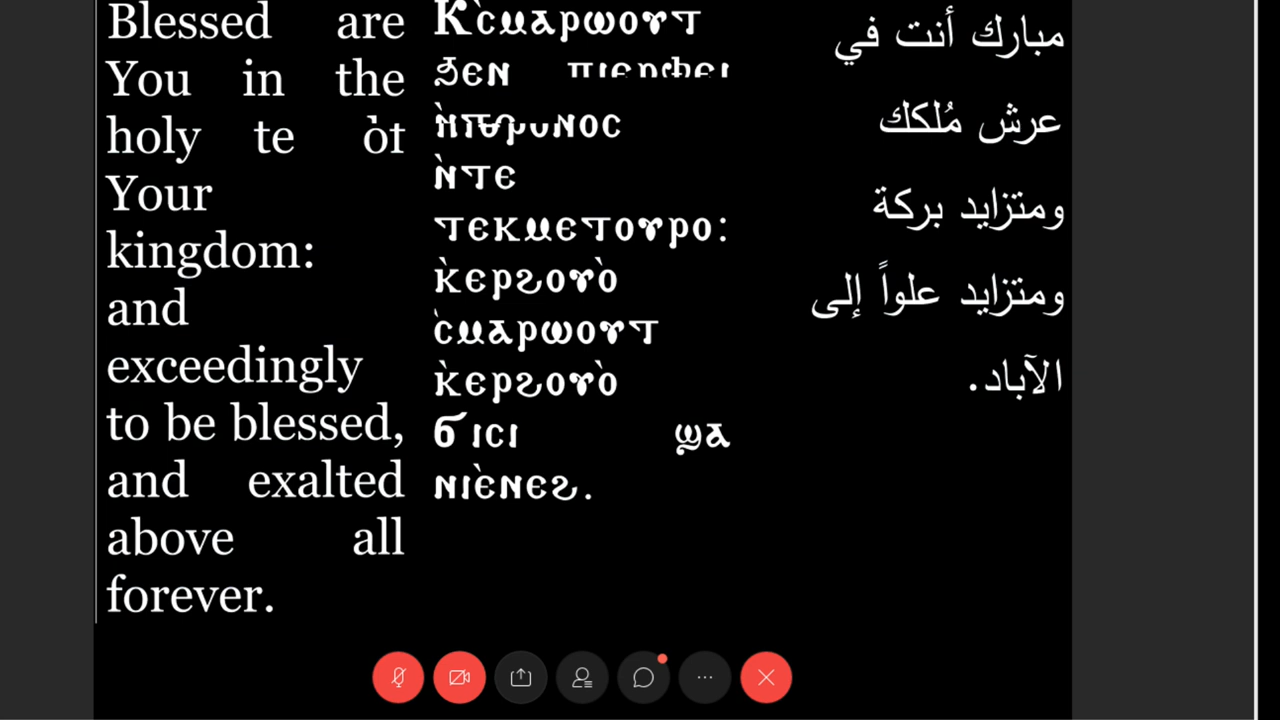 Blessed are
You in the
holy te
Your
kingdom:
and
exceedingly
to be blessed,
and exalted
above all
forever.
Ⲕ̀ⲥⲙⲁⲣⲱⲟⲩⲧ
ϧⲉⲛ
ⲛ̀ⲧⲉ
ⲧⲉⲕⲙⲉⲧⲟⲩⲣⲟ:
ⲕ̀ⲉⲣϩⲟⲩⲟ̀
ⲥ̀ⲙⲁⲣⲱⲟⲩⲧ
ⲕ̀ⲉⲣϩⲟⲩⲟ̀
ϭⲓⲥⲓ ϣⲁ
ⲛⲓⲉ̀ⲛⲉϩ.
مبارك أنت في
عرش مُلكك
ومتزايد بركة
ومتزايد علواً إلى
الآباد.